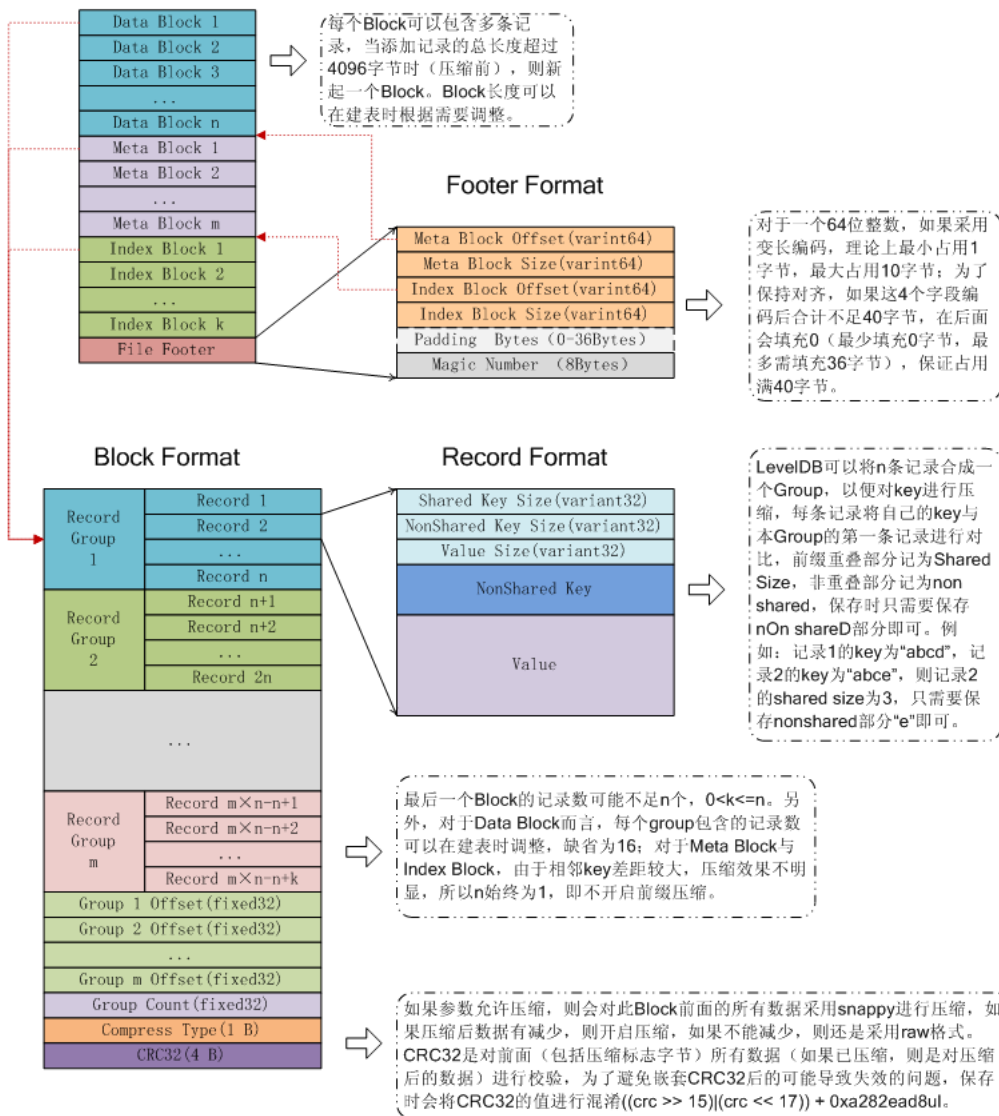 Data Block 1
Data Block 2
Data Block 3
...
Data Block n
Meta Block 1
Meta Block 2
...
Meta Block m
Index Block 1
Index Block 2
...
Index Block k
File Footer
每个Block可以包含多条记
录，当添加记录的总长度超过
4096字节时（压缩前），则新
起一个Block。Block长度可以
在建表时根据需要调整。
Footer Format
Meta Block Offset(varint64)
Meta Block Size(varint64)
Index Block Offset(varint64)
Index Block Size(varint64)
Padding Bytes (0-36Bytes)
Magic Number (8Bytes)
对于一个64位整数，如果采用
变长编码，理论上最小占用1
字节，最大占用10字节；为了
保持对齐，如果这4个字段编
码后合计不足40字节，在后面
会填充0（最少填充0字节，最
多需填充36字节），保证占用
满40字节。
Block Format
Record Group 1
Record 1
Record 2
...
Record n
Record Group 2
Record n+1
Record n+2
...
Record 2n
...
Record Group m
Record m×n-n+1
Record m×n-n+2
...
Record m×n-n+k
Group 1 Offset(fixed32)
Group 2 Offset(fixed32)
...
Group m Offset(fixed32)
Group Count(fixed32)
Compress Type(1 B)
CRC32(4 B)
Record Format
Shared Key Size(variant32)
NonShared Key Size(variant32)
Value Size(variant32)
NonShared Key
Value
LevelDB可以将n条记录合成一
个Group，以便对key进行压
缩，每条记录将自己的key与
本Group的第一条记录进行对
比，前缀重叠部分记为Shared
Size，非重叠部分记为non
shared，保存时只需要保存
nOn shareD部分即可。例
如：记录1的key为“abcd”，记
录2的key为“abce”，则记录2
的shared size为3，只需要保
存nonshared部分“e”即可。
最后一个Block的记录数可能不足n个，0<k<=n。另
外，对于Data Block而言，每个group包含的记录数
可以在建表时调整，缺省为16；对于Meta Block与
Index Block，由于相邻key差距较大，压缩效果不明
显，所以n始终为1，即不开启前缀压缩。
如果参数允许压缩，则会对此Block前面的所有数据采用snappy进行压缩，如
果压缩后数据有减少，则开启压缩，如果不能减少，则还是采用raw格式。
CRC32是对前面（包括压缩标志字节）所有数据（如果已压缩，则是对压缩
后的数据）进行校验，为了避免嵌套CRC32后的可能导致失效的问题，保存
时会将CRC32的值进行混淆((crc >> 15)|(crc << 17)) + 0xa282ead8ul。